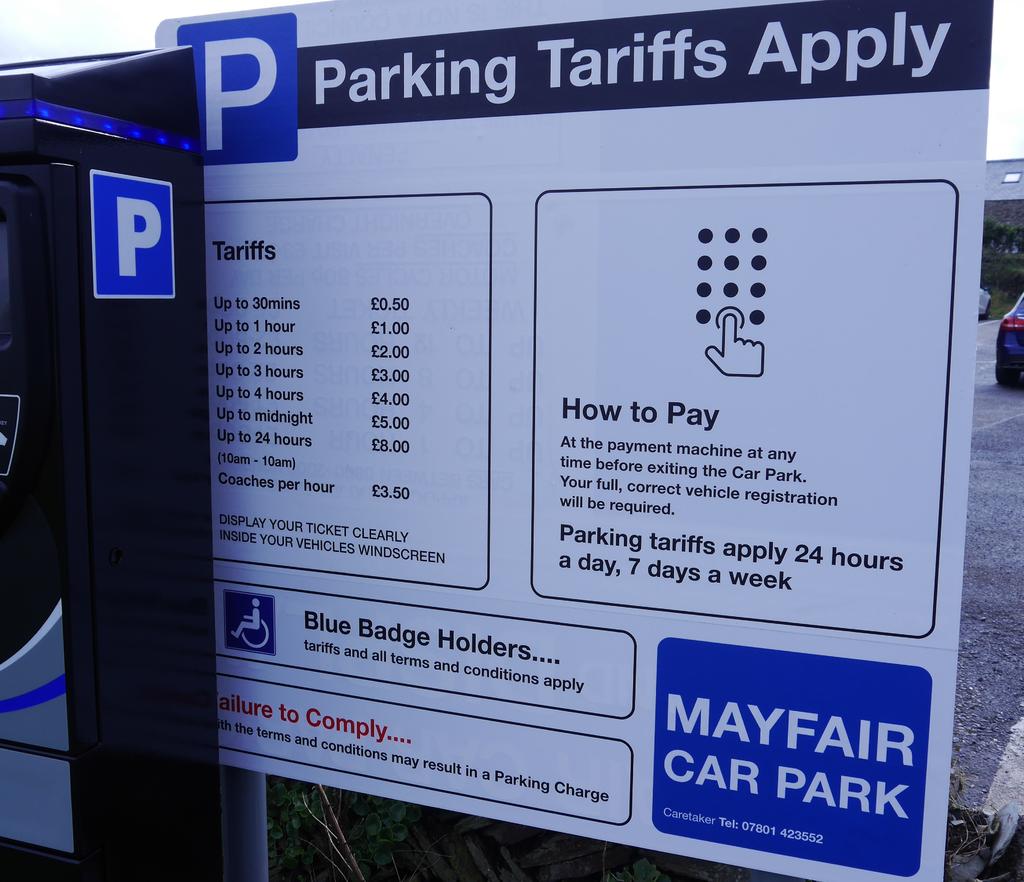 P Parking Tariffs Apply
P
Tariffs
Up to 30mins £0.50
Up to 1 hour £1.00
Up to 2 hours £2.00
Up to 3 hours £3.00
Up to 4 hours £4.00
Up to midnight £5.00
Up to 24 hours £8.00
(10am - 10am)
Coaches per hour £3.50
DISPLAY YOUR TICKET CLEARLY
INSIDE YOUR VEHICLES WINDSCREEN
How to Pay
At the payment machine at any
time before exiting the Car Park.
Your full, correct vehicle registration
will be required.
Parking tariffs apply 24 hours
a day, 7 days a week
Blue Badge Holders....
tariffs and all terms and conditions apply
ailure to Comply....
ith the terms and conditions may result in a Parking Charge
MAYFAIR
CAR PARK
Caretaker Tel: 07801 423552